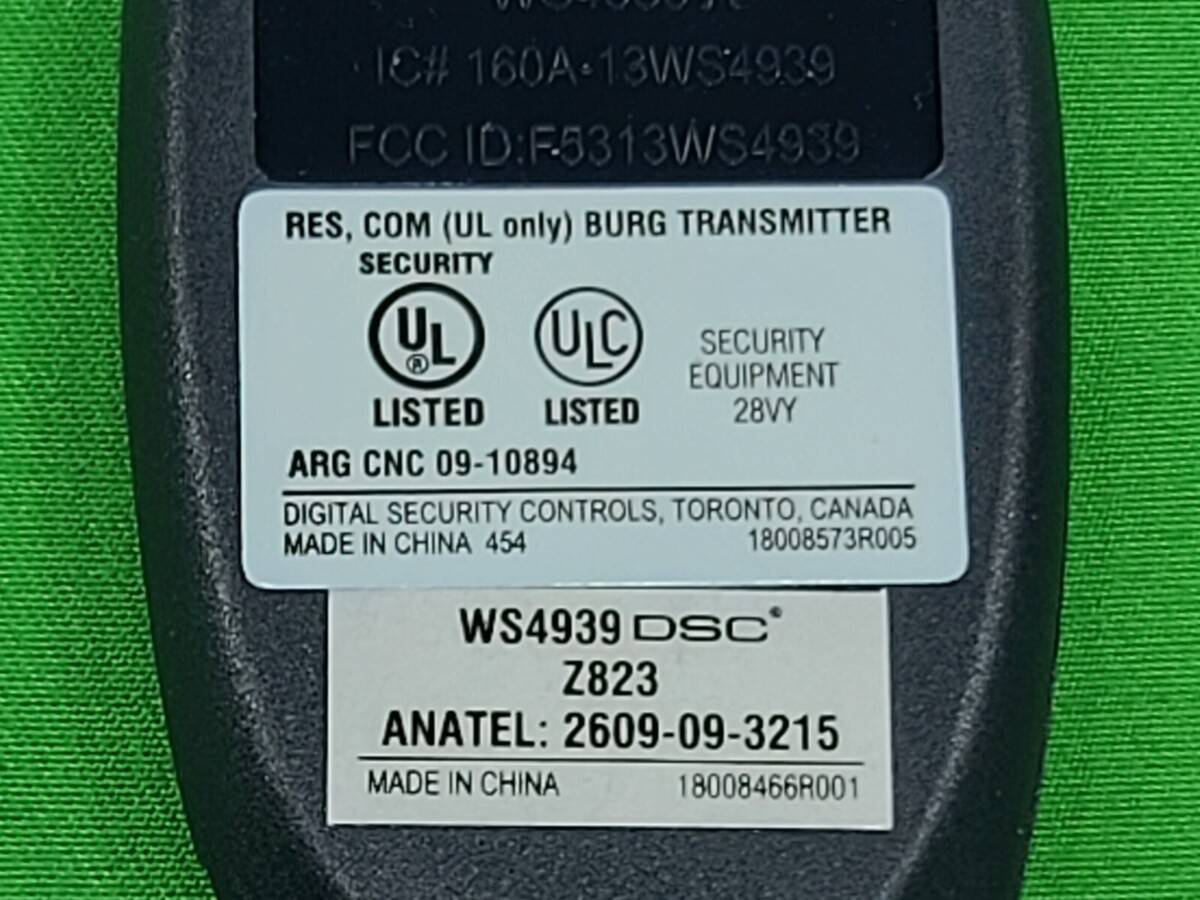 IC# 160A-13WS4939
FCC ID:F5313WS4939
RES, COM (UL only) BURG TRANSMITTER
SECURITY
UL ® LISTED
ULC LISTED
SECURITY
EQUIPMENT
28VY
ARG CNC 09-10894
DIGITAL SECURITY CONTROLS, TORONTO, CANADA
MADE IN CHINA 454 18008573R005
WS4939 DSC®
Z823
ANATEL: 2609-09-3215
MADE IN CHINA 18008466R001